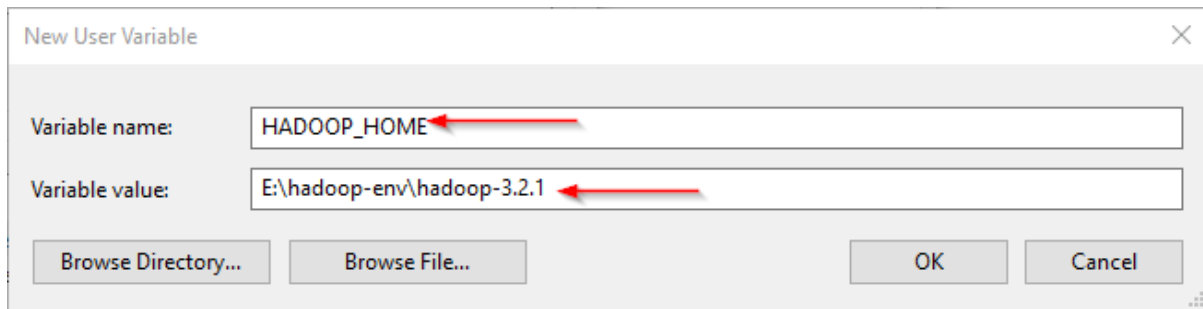 New User Variable
Variable name: HADOOP_HOME
Variable value: E:\hadoop-env\hadoop-3.2.1
Browse Directory... Browse File... OK Cancel